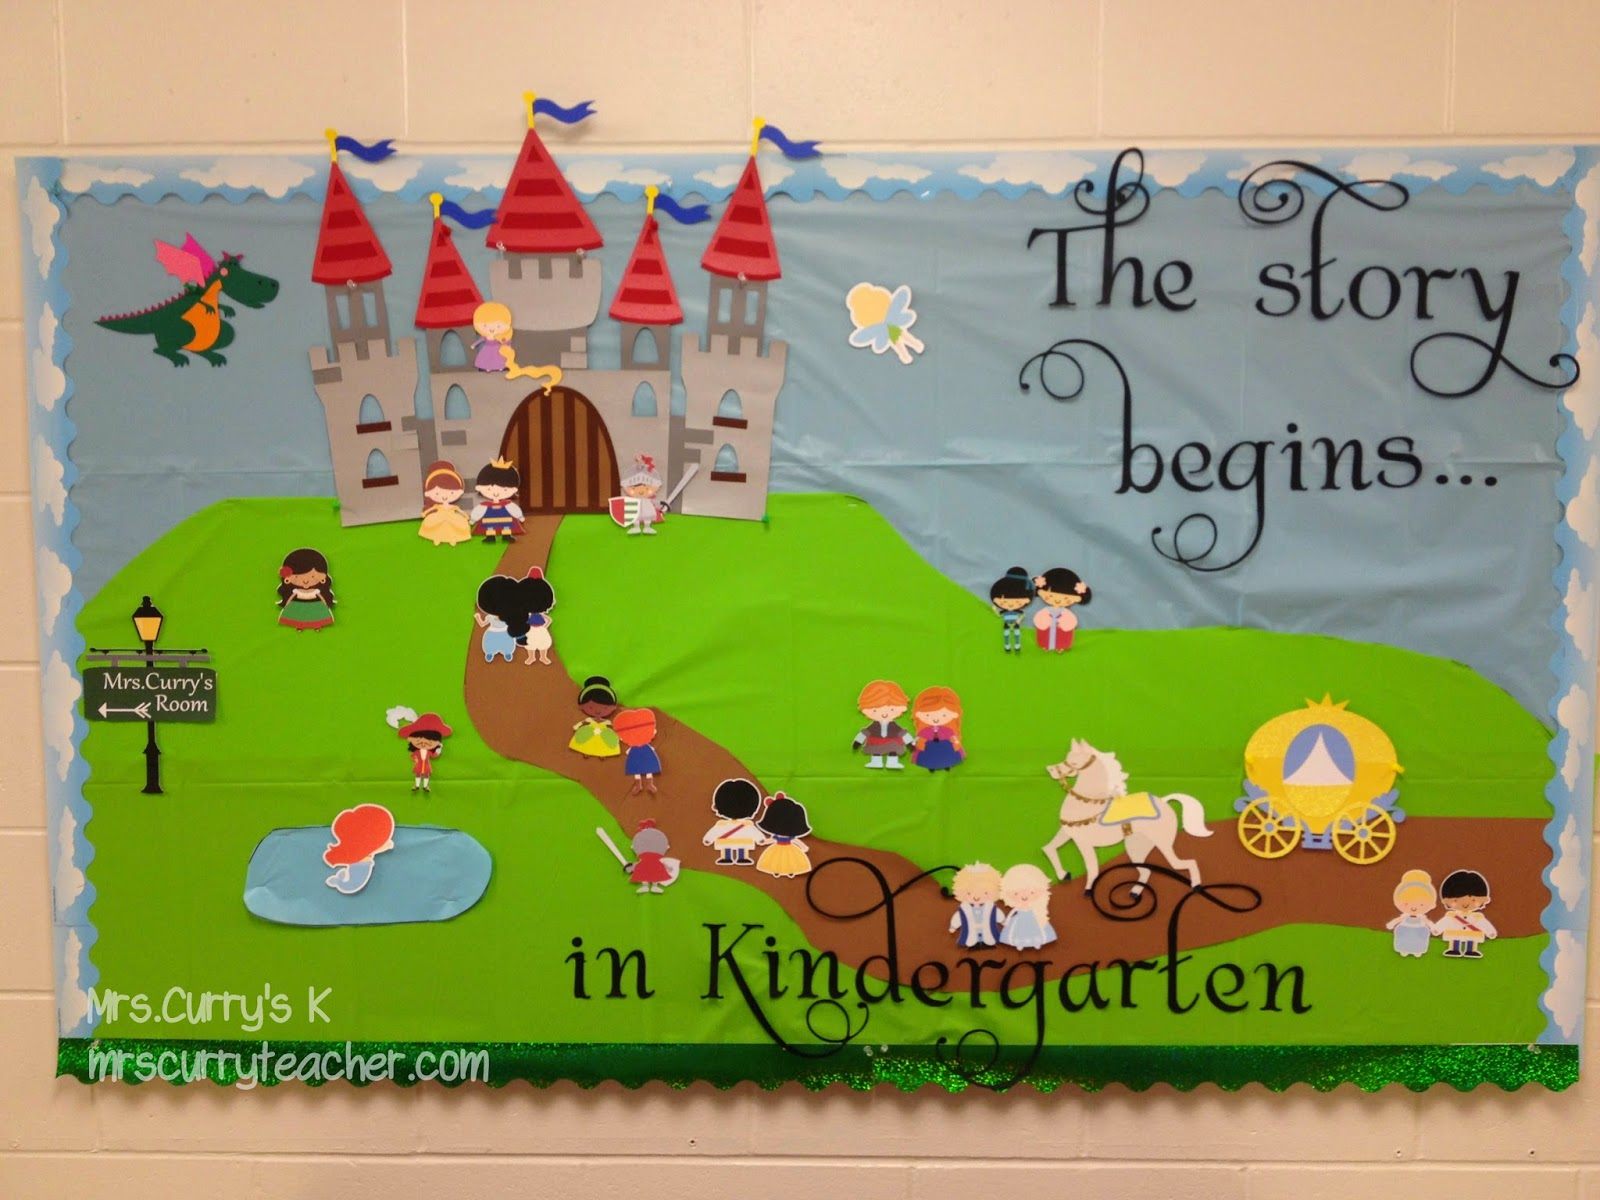 The story
begins...
Mrs.Curry's
Room
in Kindergarten
Mrs.Curry's K
mrscurryteacher.com